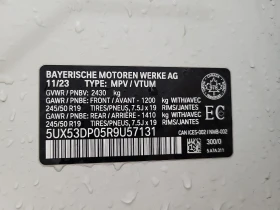 BAYERISCHE MOTOREN WERKE AG
11/23 TYPE: MPV / VTUM
GVWR / PNBV: 2430 kg
GAWR / PNBE: FRONT / AVANT - 1200 kg WITH/AVEC
245/50 R19 TIRES/PNEUS, 7.5J x 19 RIMS/JANTES
GAWR / PNBE: REAR / ARRIERE - 1410 kg WITH/AVEC
245/50 R19 TIRES/PNEUS, 7.5J x 19 RIMS/JANTES
5UX53DP05R9U57131
EC
CAN ICES-002 / NMB-002
300/0